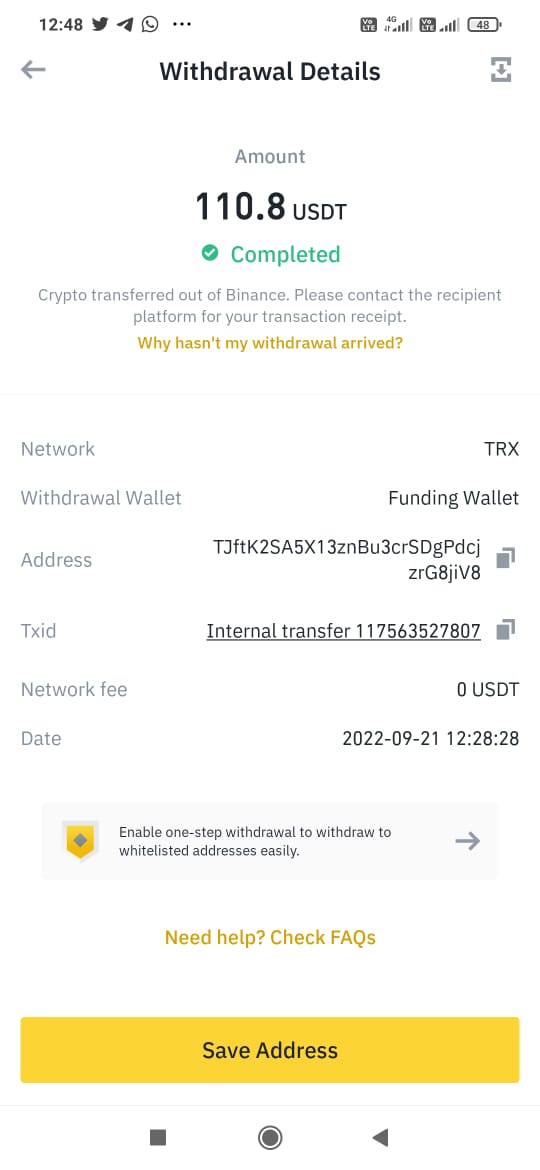 12:48 ... Vo LTE 4G Vo LTE 48
Withdrawal Details
Amount
110.8 USDT
Completed
Crypto transferred out of Binance. Please contact the recipient
platform for your transaction receipt.
Why hasn't my withdrawal arrived?
Network TRX
Withdrawal Wallet Funding Wallet
Address TJftK2SA5X13znBu3crSDgPdcj
zrG8jiV8
Txid Internal transfer 117563527807
Network fee 0 USDT
Date 2022-09-21 12:28:28
Enable one-step withdrawal to withdraw to
whitelisted addresses easily.
Need help? Check FAQs
Save Address